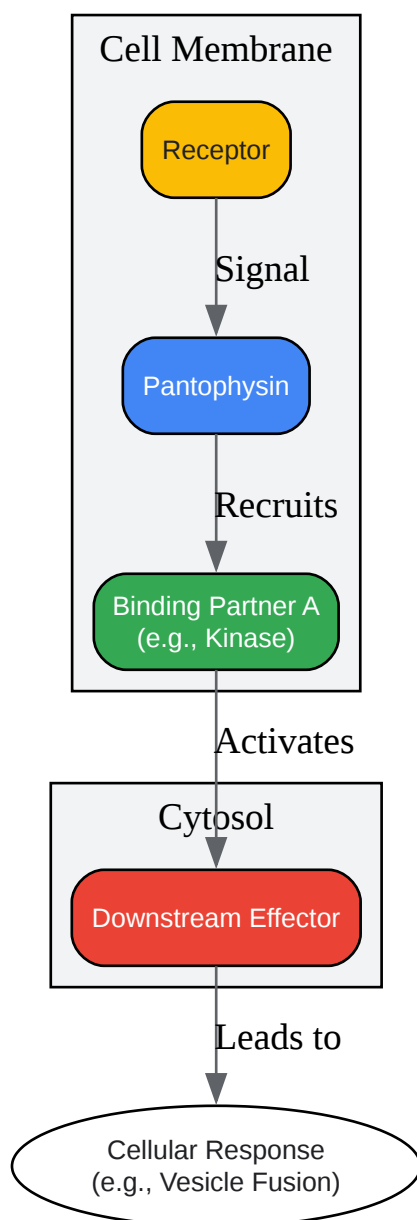 Cell Membrane
Receptor
Signal
Pantophysin
Recruits
Binding Partner A
(e.g., Kinase)
Activates
Cytosol
Downstream Effector
Leads to
Cellular Response
(e.g., Vesicle Fusion)